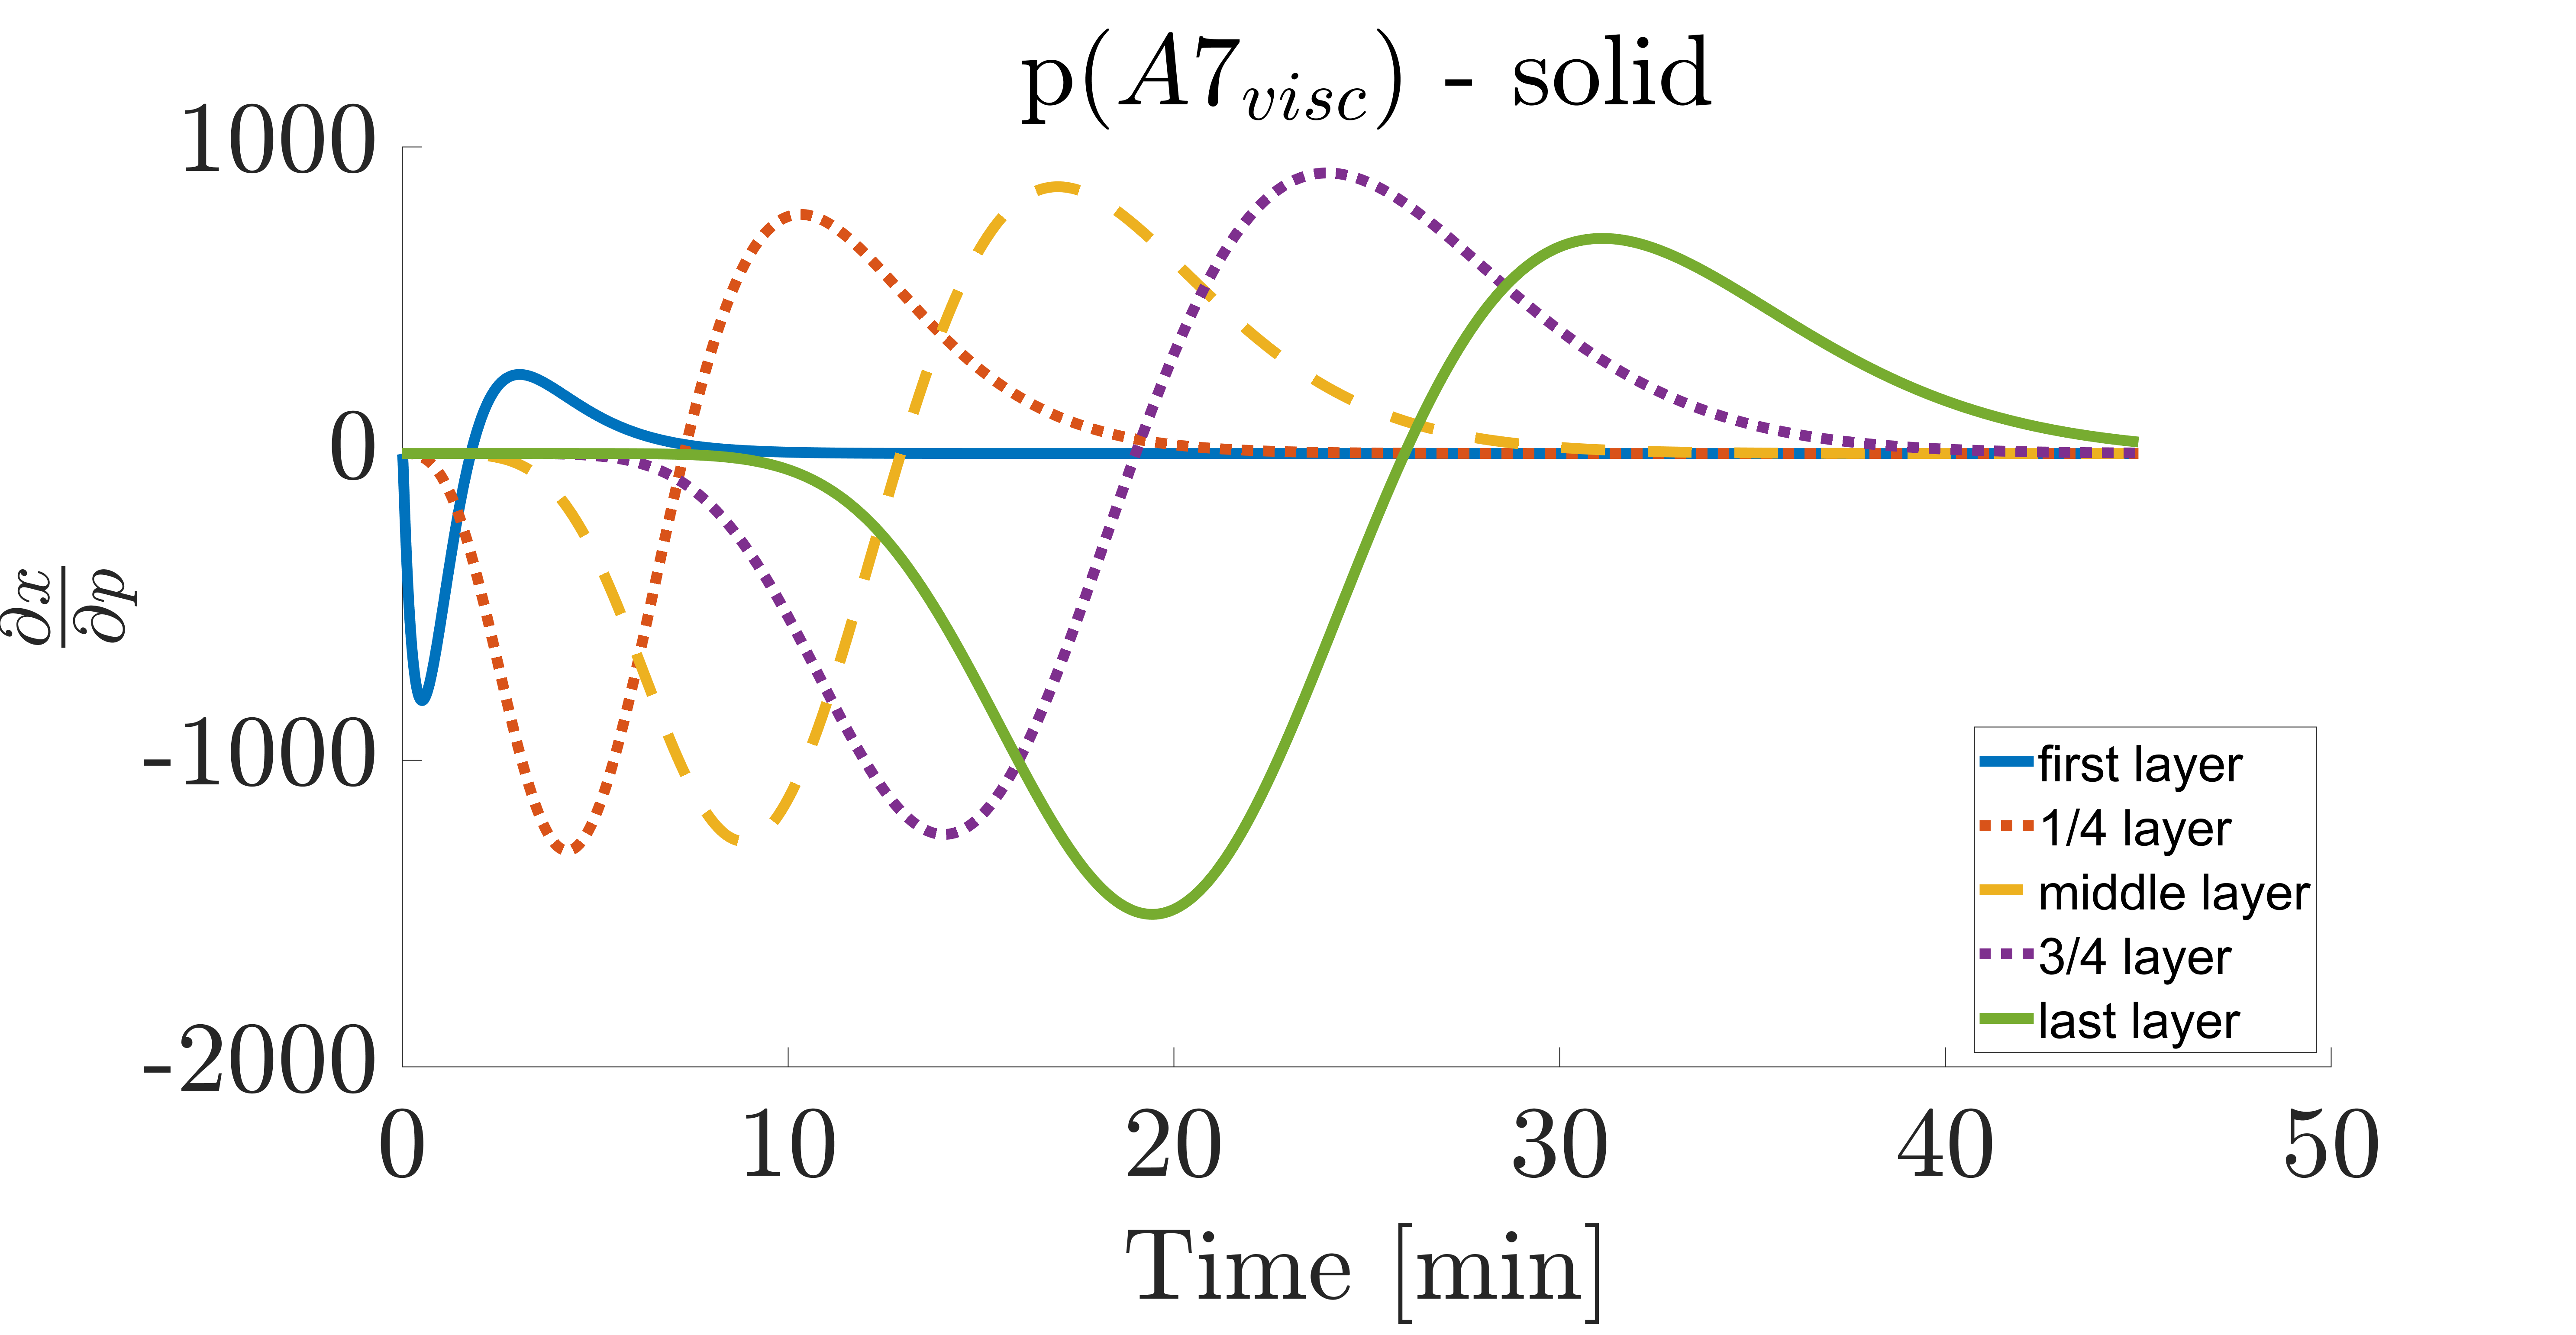 p(A7visc) - solid
1000
0
-1000
-2000
∂x
∂p
0 10 20 30 40 50
Time [min]
first layer
1/4 layer
middle layer
3/4 layer
last layer